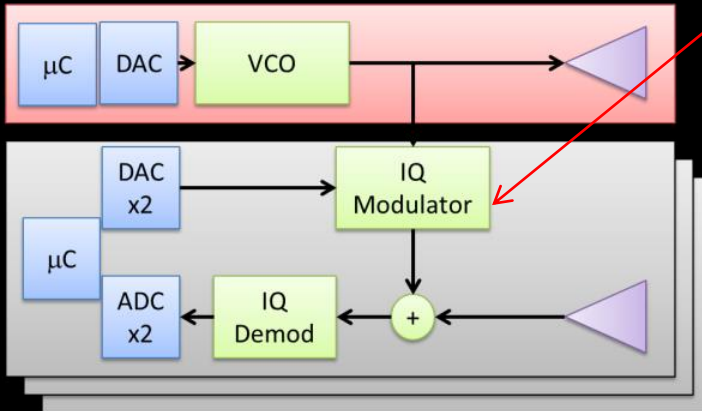 μC
DAC
VCO
DAC
x2
IQ
Modulator
μC
ADC
x2
IQ
Demod
+